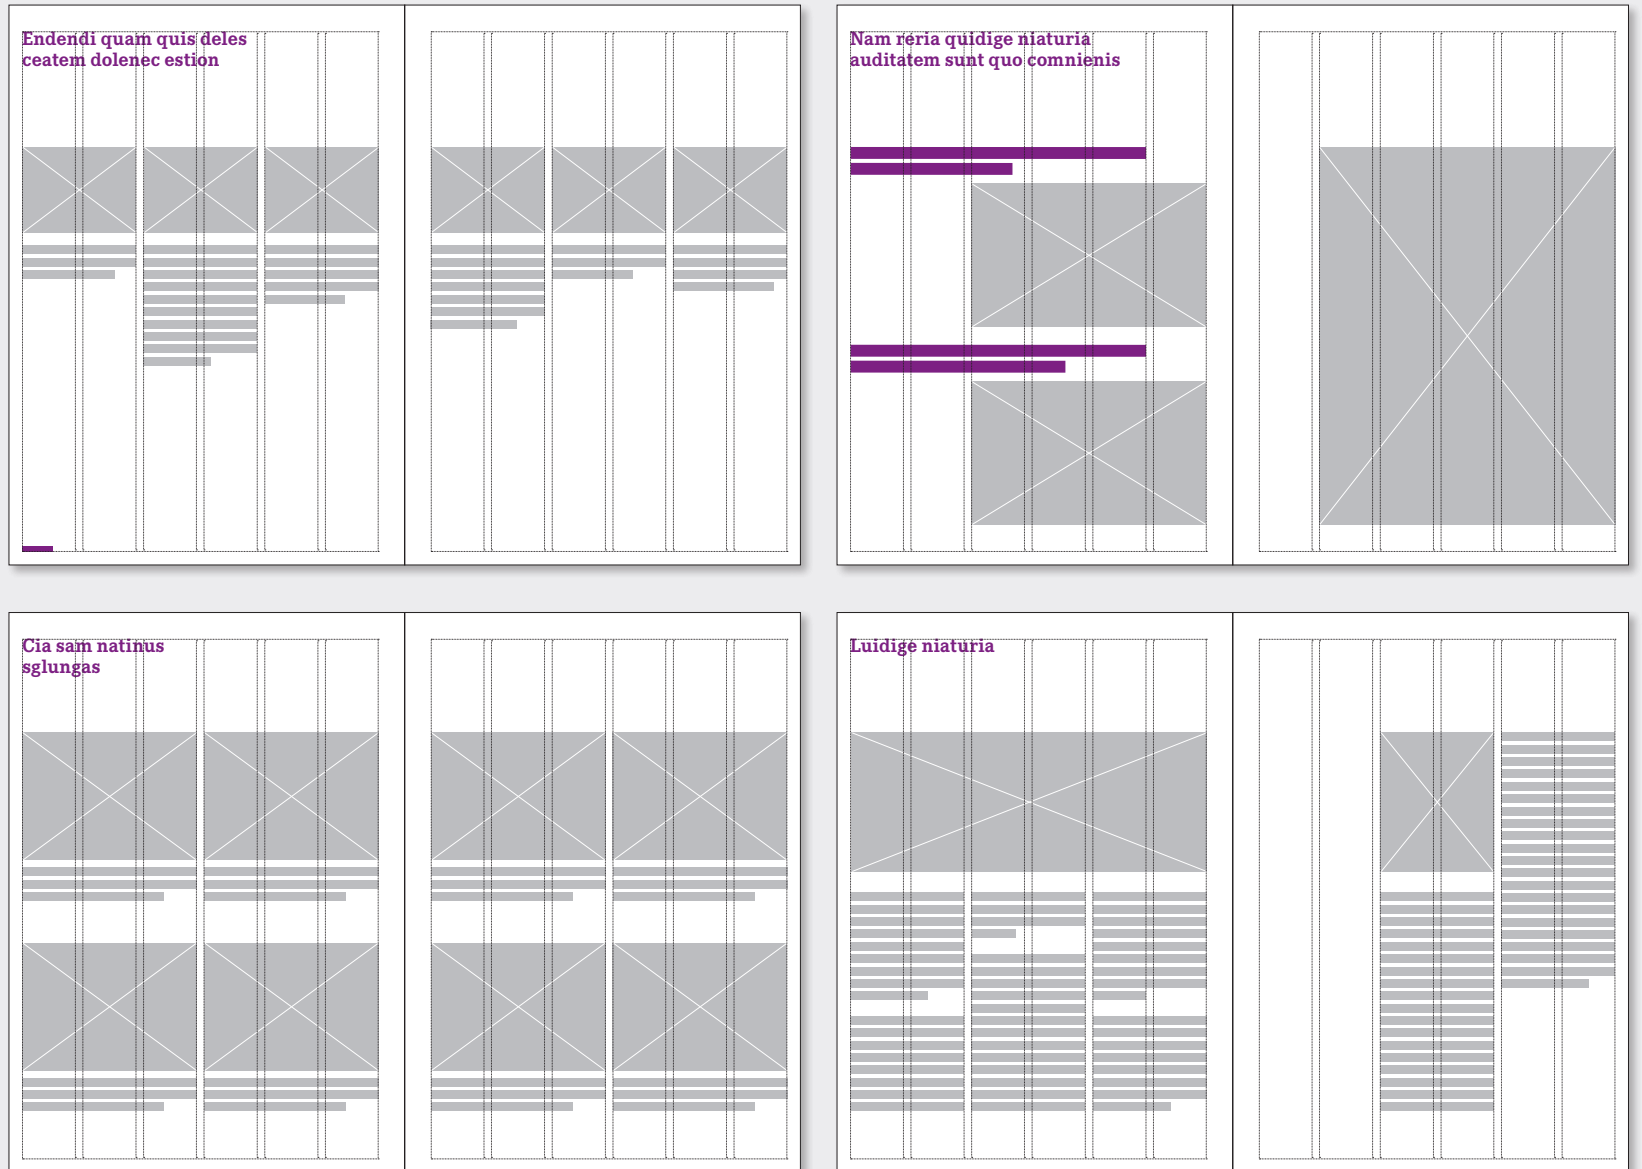 Endendi quam quis deles
ceatem dolenec estion
Nam reria quidige niaturia
auditatem sunt quo comnienis
Cia sam natinus
sglungas
Luidige niaturia